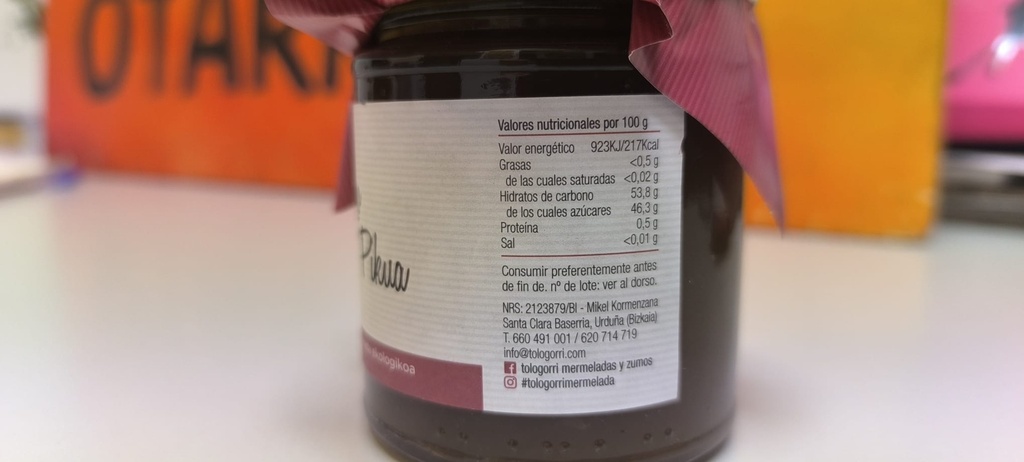 Valores nutricionales por 100 g
Valor energético 923KJ/217Kcal
Grasas <0,5 g
de las cuales saturadas <0,02 g
Hidratos de carbono 53,8 g
de los cuales azúcares 46,3 g
Proteína 0,5 g
Sal <0,01 g
Consumir preferentemente antes
de fin de. nº de lote: ver al dorso.
NRS: 2123879/BI - Mikel Kormenzana
Santa Clara Baserria, Urduña (Bizkaia)
T. 660 491 001 / 620 714 719
info@tologorri.com
tologorri mermeladas y zumos
#tologorrimermelada
Pikua